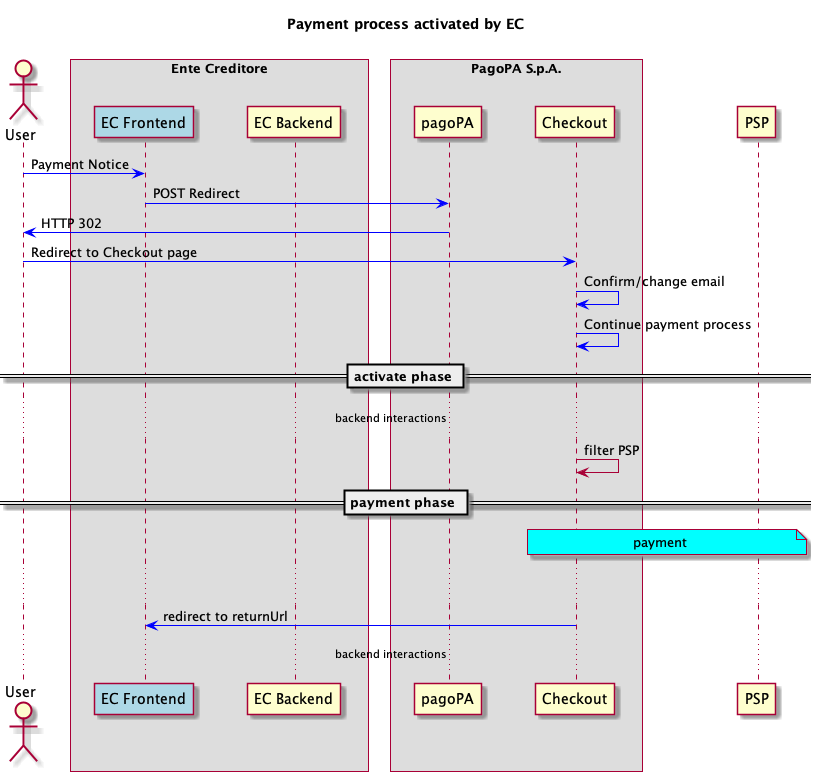 Payment process activated by EC
Ente Creditore
PagoPA S.p.A.
User
EC Frontend
EC Backend
pagoPA
Checkout
PSP
Payment Notice
POST Redirect
HTTP 302
Redirect to Checkout page
Confirm/change email
Continue payment process
activate phase
backend interactions
filter PSP
payment phase
payment
redirect to returnUrl
backend interactions
User
EC Frontend
EC Backend
pagoPA
Checkout
PSP